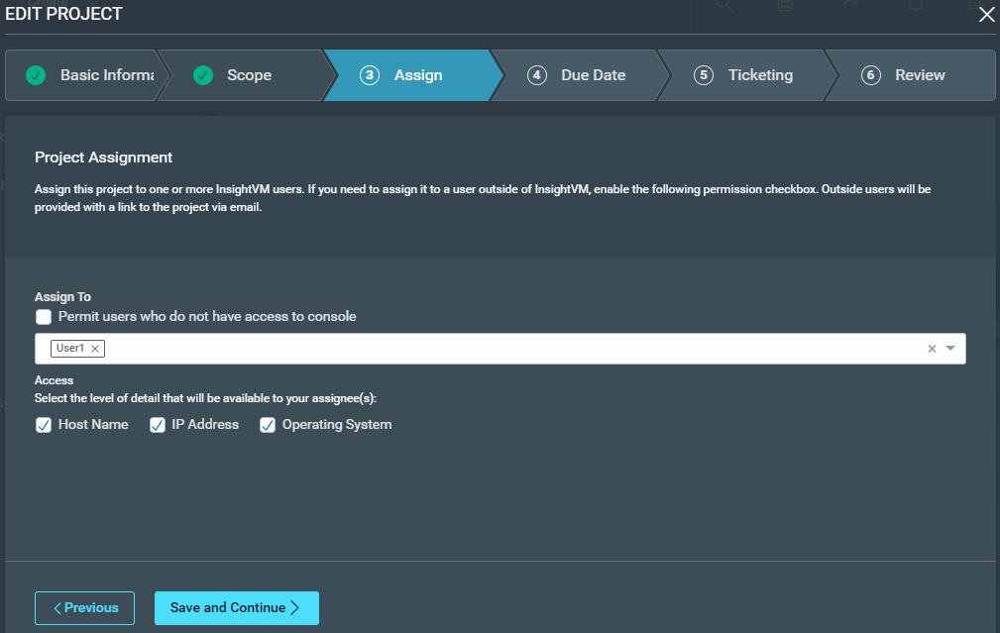 EDIT PROJECT
Basic Informa
Scope
3 Assign
4 Due Date
5 Ticketing
6 Review
Project Assignment
Assign this project to one or more InsightVM users. If you need to assign it to a user outside of InsightVM, enable the following permission checkbox. Outside users will be
provided with a link to the project via email.
Assign To
Permit users who do not have access to console
User1
Access
Select the level of detail that will be available to your assignee(s):
Host Name IP Address Operating System
Previous Save and Continue